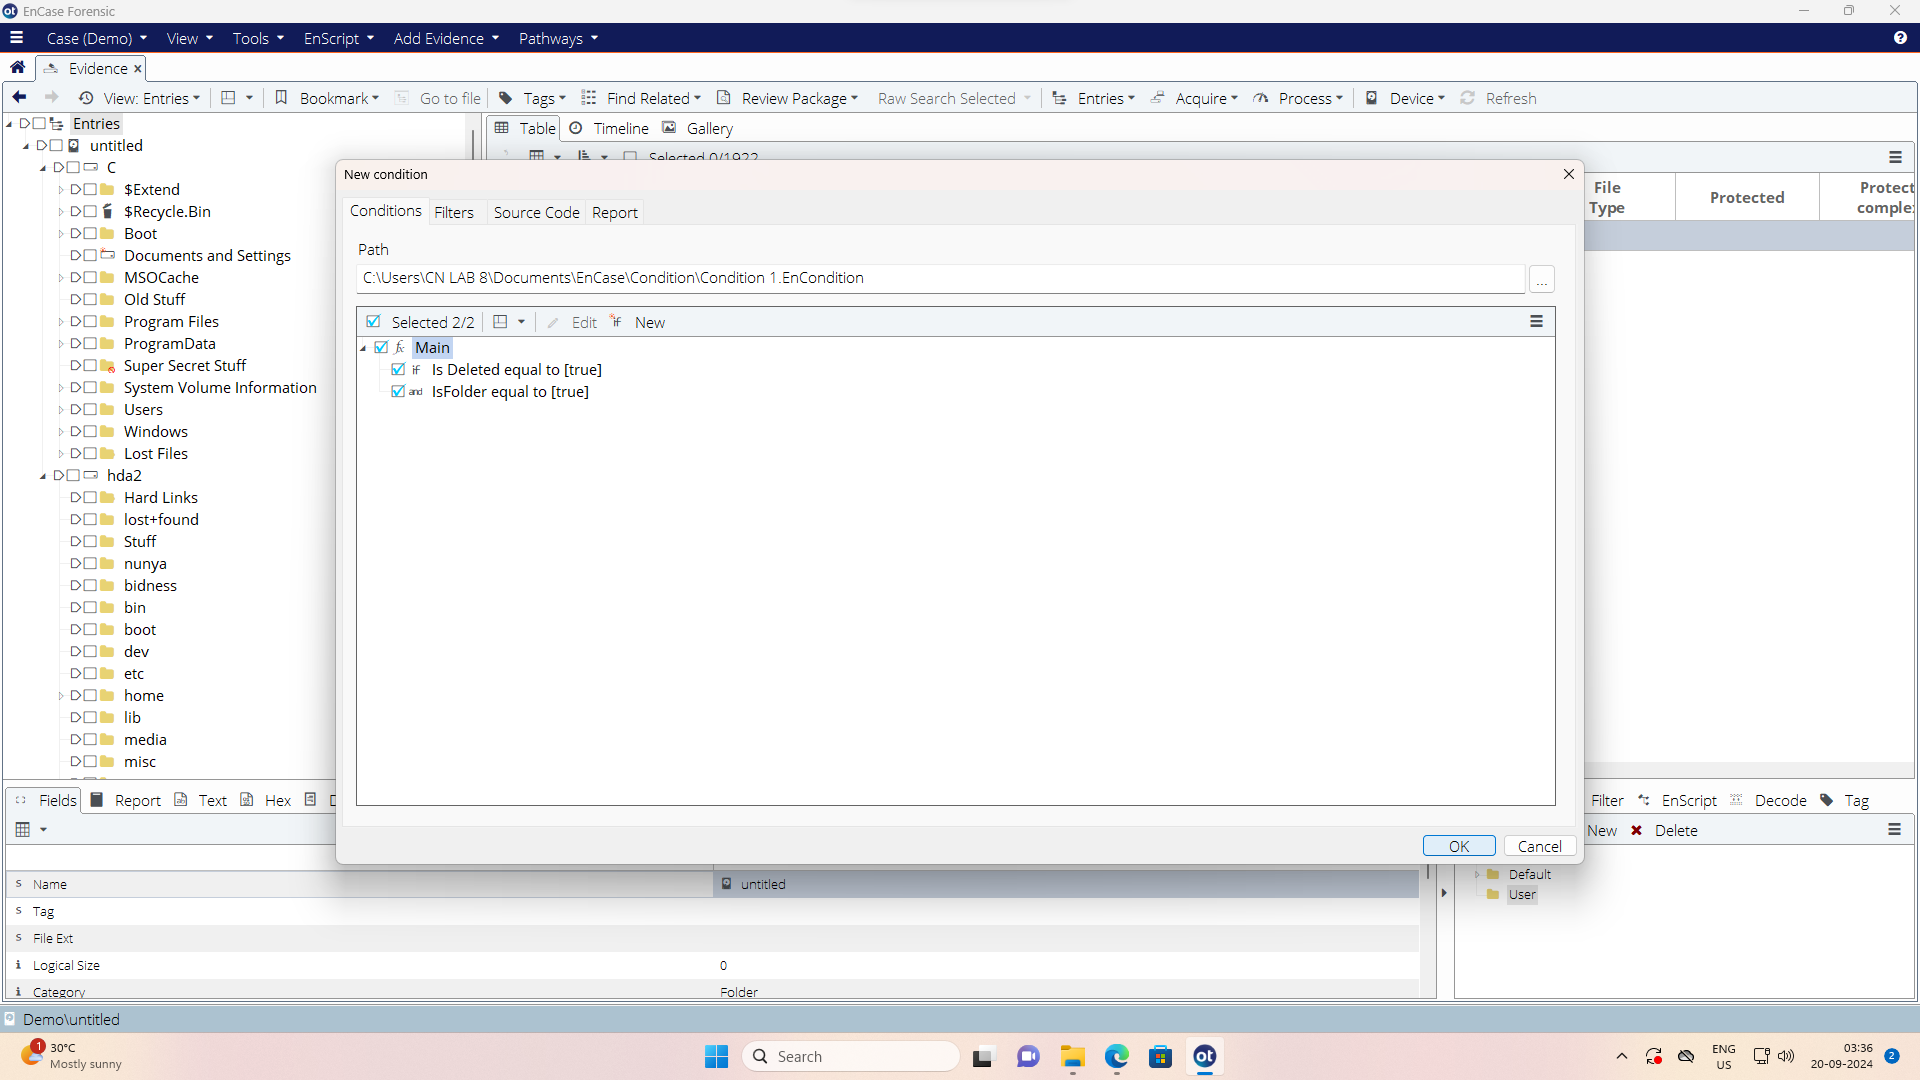 EnCase Forensic
Case (Demo) View Tools EnScript Add Evidence Pathways
Evidence
View: Entries Bookmark Go to file Tags Find Related Review Package Raw Search Selected Entries Acquire Process Device Refresh
Entries
untitled
C
$Extend
$Recycle.Bin
Boot
Documents and Settings
MSOCache
Old Stuff
Program Files
ProgramData
Super Secret Stuff
System Volume Information
Users
Windows
Lost Files
hda2
Hard Links
lost+found
Stuff
nunya
bidness
bin
boot
dev
etc
home
lib
media
misc
Table Timeline Gallery
Selected 0/1922
File Type Protected
New condition
Conditions Filters Source Code Report
Path
C:\Users\CN LAB 8\Documents\EnCase\Condition\Condition 1.EnCondition
...
Selected 2/2 Edit if New
fx Main
if Is Deleted equal to [true]
and IsFolder equal to [true]
OK Cancel
Fields Report Text Hex
Filter EnScript Decode Tag
New Delete
Default
User
s Name untitled
s Tag
s File Ext
i Logical Size 0
i Category Folder
Demo\untitled
1
30°C
Mostly sunny
Search
ot
ENG
US
03:36
20-09-2024
2